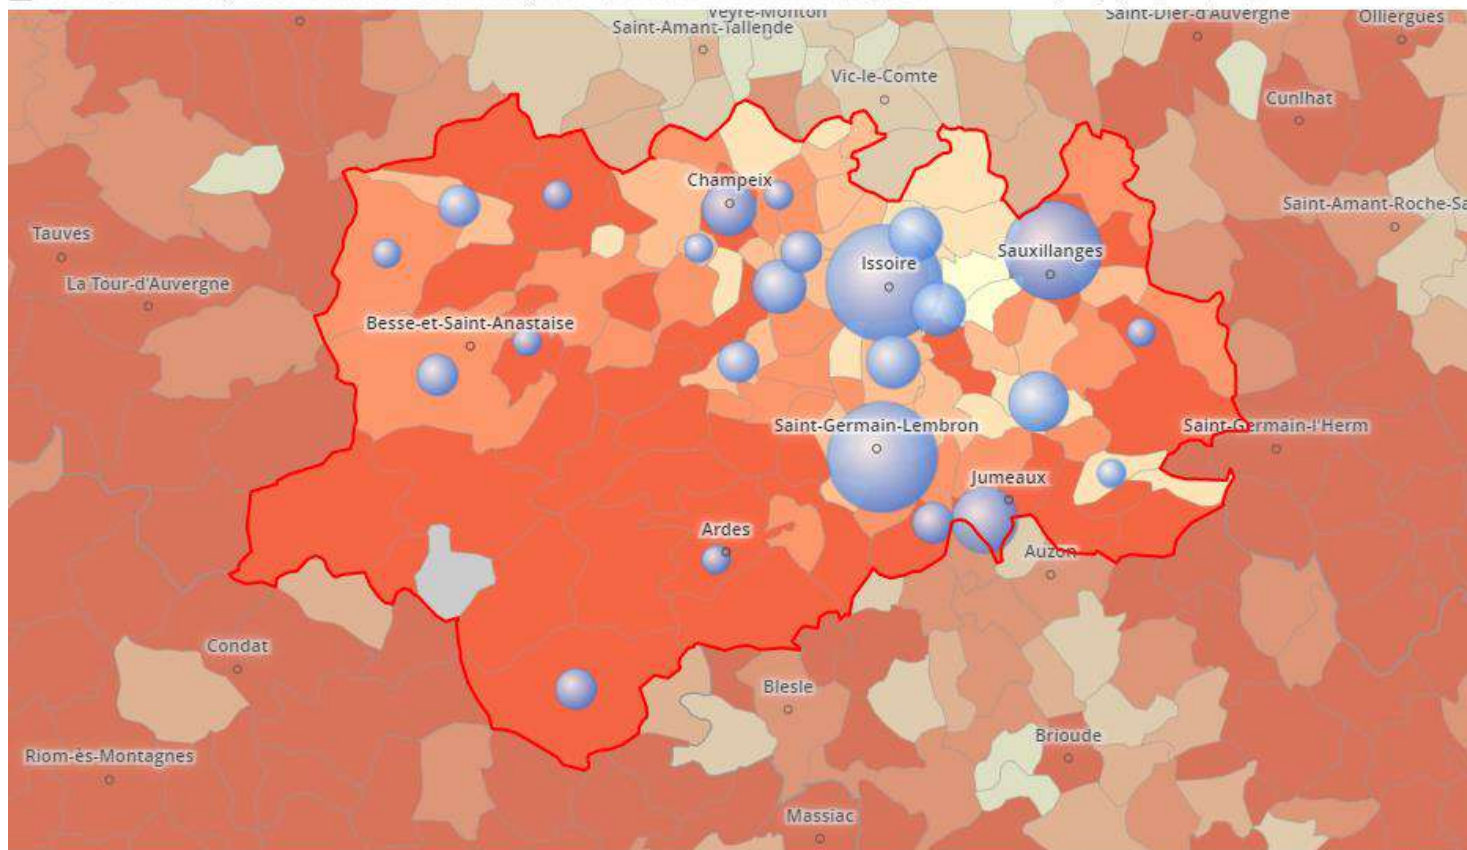 Veyre-Monton
Saint-Dier-d'Auvergne
Olliergues
Saint-Amant-Tallende
Vic-le-Comte
Cunlhat
Champeix
Saint-Amant-Roche-Sa
Tauves
Sauxillanges
Issoire
La Tour-d'Auvergne
Besse-et-Saint-Anastaise
Saint-Germain-Lembron
Saint-Germain-l'Herm
Jumeaux
Ardes
Auzon
Condat
Blesle
Brioude
Riom-ès-Montagnes
Massiac